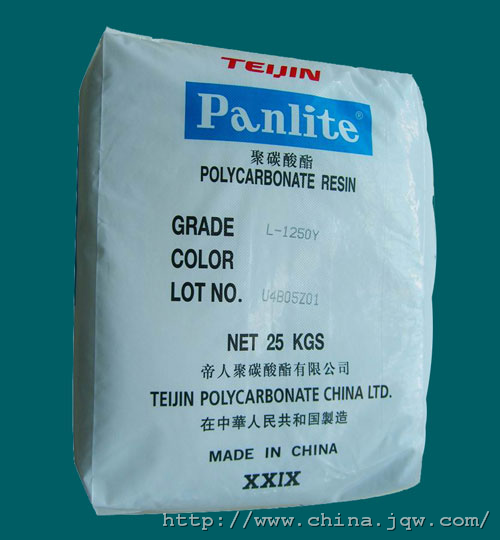 TEIJIN
Panlite®
聚碳酸酯
POLYCARBONATE RESIN
GRADE L-1250Y
COLOR
LOT NO. U4B05Z01
NET 25 KGS
帝人聚碳酸酯有限公司
TEIJIN POLYCARBONATE CHINA LTD.
在中華人民共和国製造
MADE IN CHINA
XXIX
http://www.china.jqw.com